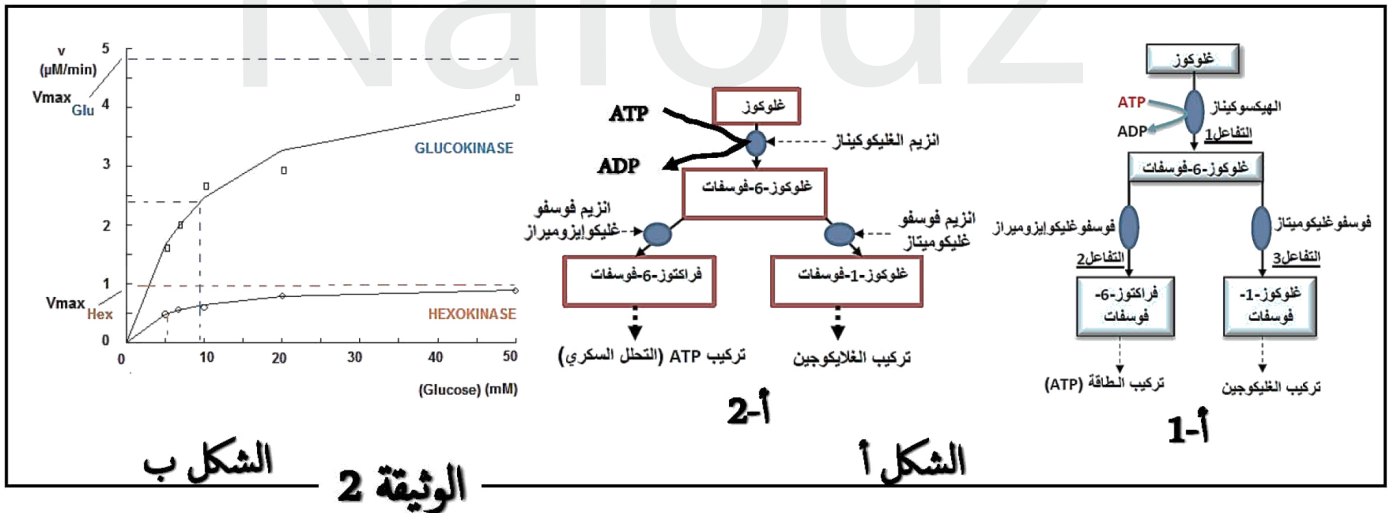 Nafouz
v
(µM/min)
5
4
3
2
1
0
Vmax
Glu
Vmax
Hex
GLUCOKINASE
HEXOKINASE
0
10
20
30
40
50
(Glucose) (mM)
الشكل ب
ATP
ADP
غلوكوز
انزيم الغليكوكيناز
غلوكوز-6-فوسفات
انزيم فوسفو
غليكوإيزوميراز
انزيم فوسفو
غليكوميتاز
فراكتوز-6-فوسفات
غلوكوز-1-فوسفات
تركيب ATP (التحلل السكري)
تركيب الغلايكوجين
أ-2
غلوكوز
ATP
الهيكسوكيناز
ADP
التفاعل1
غلوكوز-6-فوسفات
فوسفوغليكوإيزوميراز
فوسفوغليكوميتاز
التفاعل2
التفاعل3
فراكتوز-6-
فوسفات
غلوكوز-1-
فوسفات
تركيب الطاقة (ATP)
تركيب الغليكوجين
أ-1
الشكل أ
الوثيقة 2